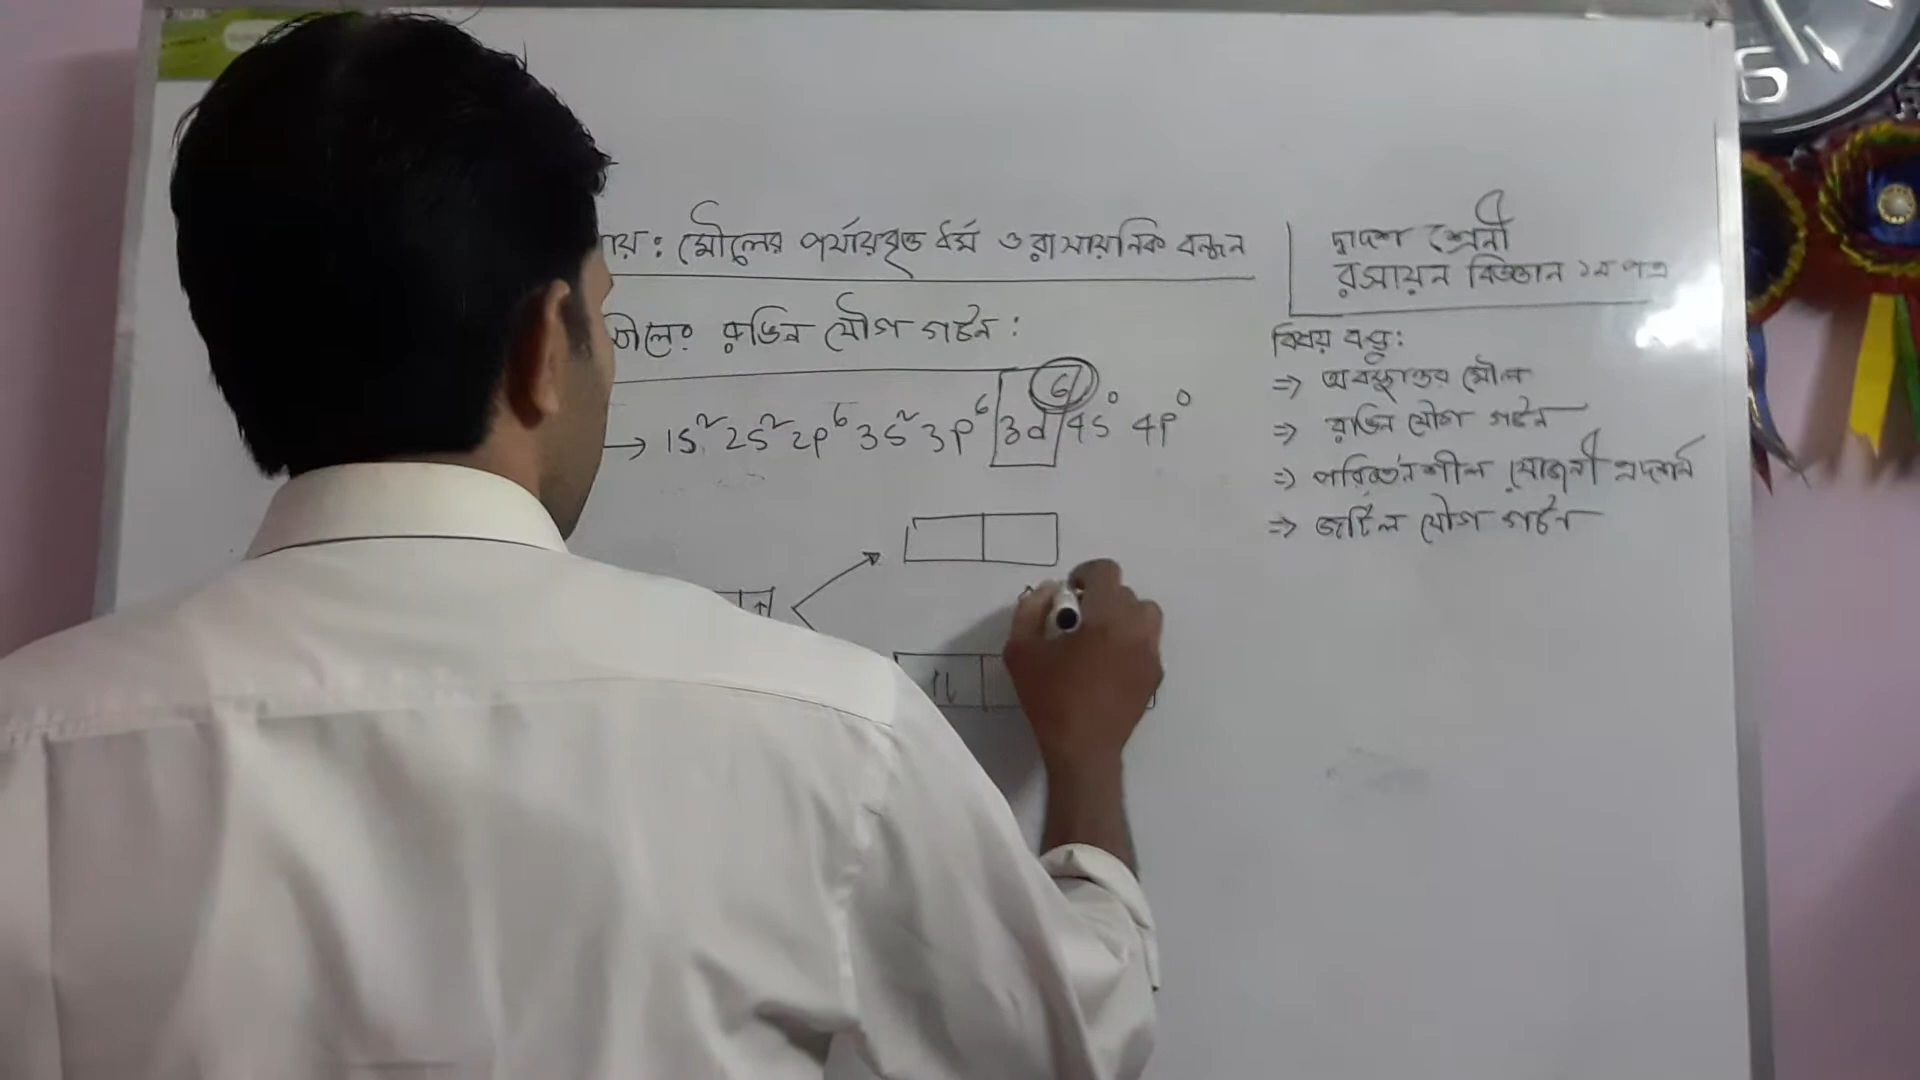 য়: মৌলের পর্যায়বৃত্ত ধর্ম ও রাসায়নিক বন্ধন
দ্বাদশ শ্রেনী
রসায়ন বিজ্ঞান ১ম পত্র
রঙিন যৌগ গঠন:
→ 1s² 2s² 2p⁶ 3s² 3p⁶ 3d⁶ 4s⁰ 4p⁰
বিষয় বস্তু:
⇒ অবস্থান্তর মৌল
⇒ রঙিন যৌগ গঠন
⇒ পরিবর্তনশীল যোজনী প্রদর্শন
⇒ জটিল যৌগ গঠন
6